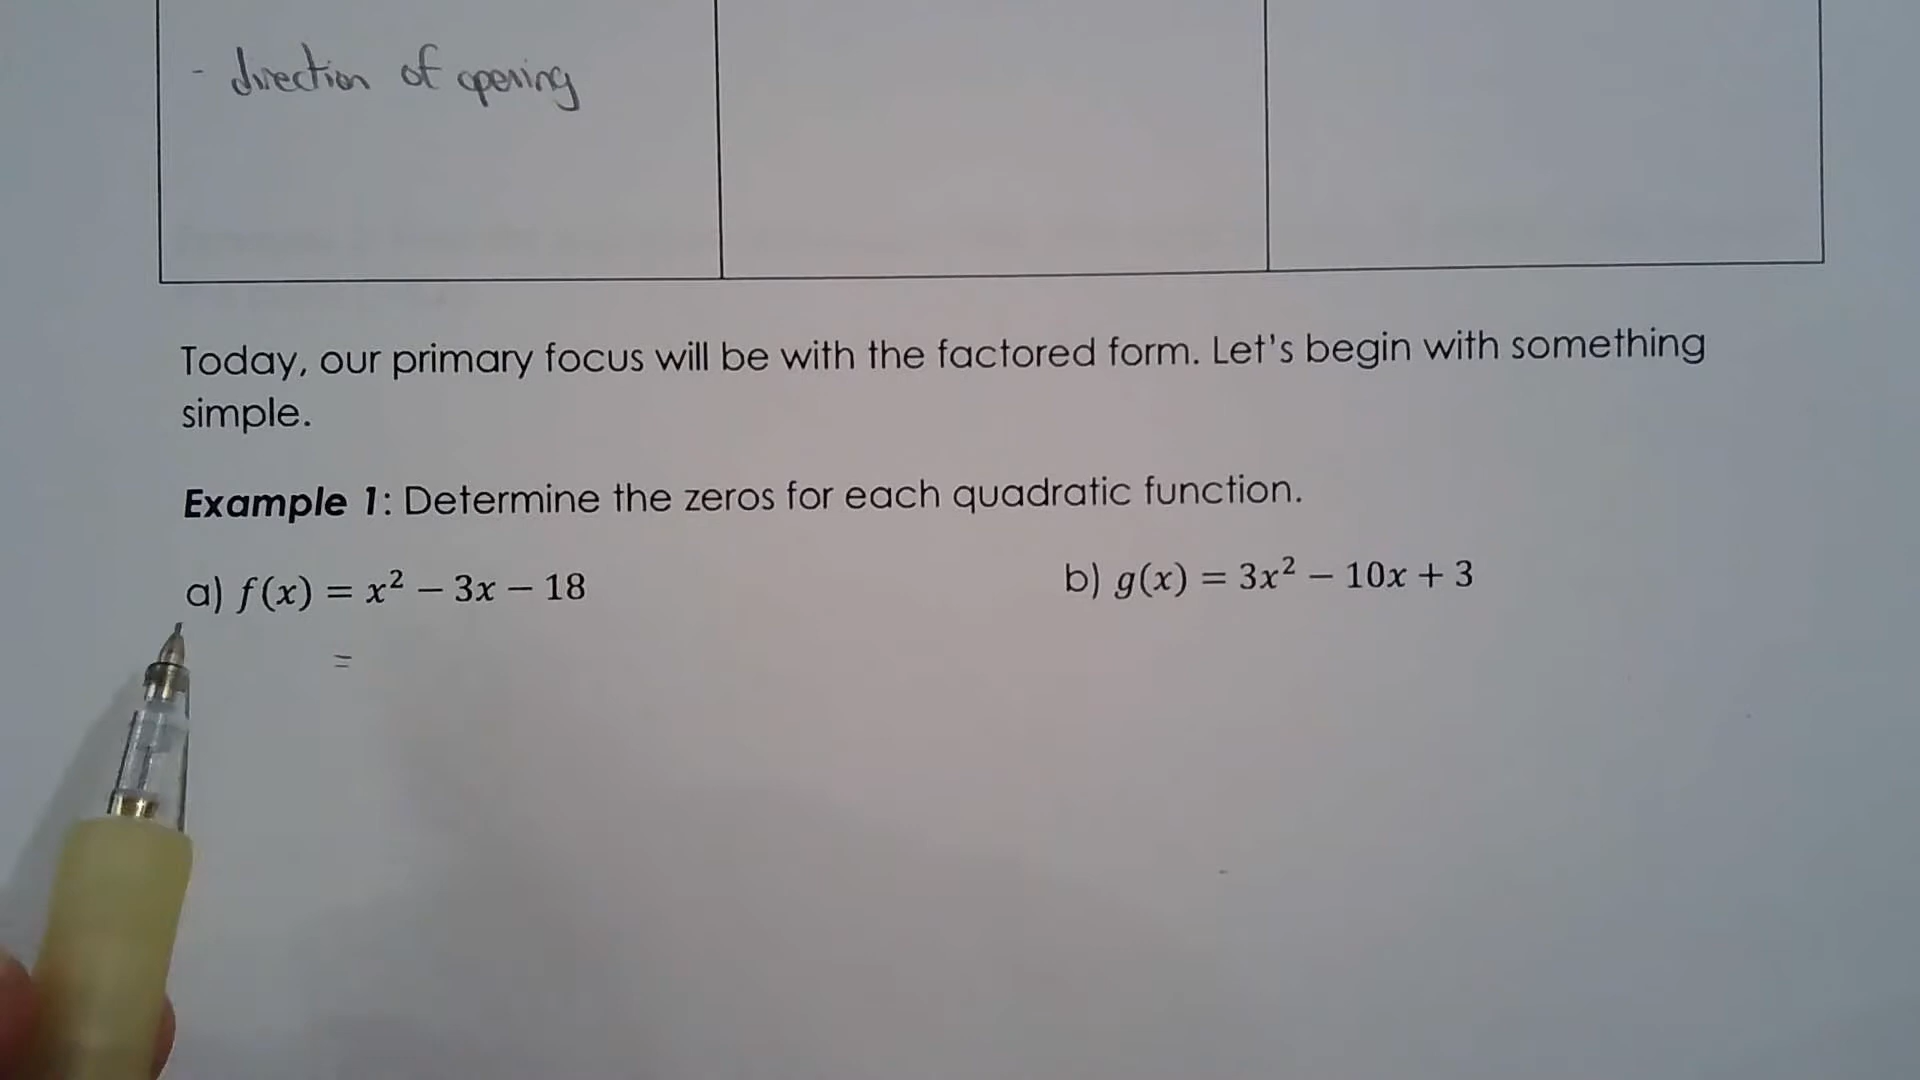 - direction of opening
Today, our primary focus will be with the factored form. Let's begin with something
simple.
Example 1: Determine the zeros for each quadratic function.
a) f(x) = x² − 3x − 18
b) g(x) = 3x² − 10x + 3
=